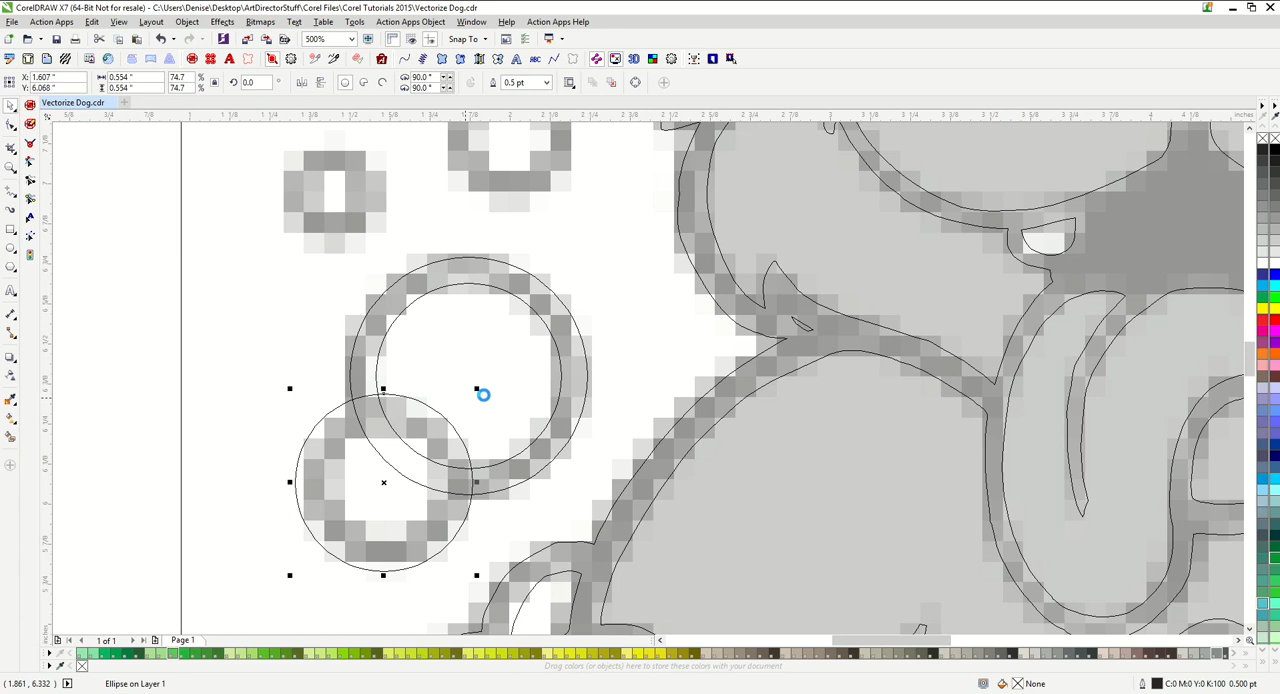 CorelDRAW X7 (64-Bit Not for resale) - C:\Users\Denise\Desktop\ArtDirectorStuff\Corel Files\Corel Tutorials 2015\Vectorize Dog.cdr
File Action Apps Edit View Layout Object Effects Bitmaps Text Table Tools Action Apps Object Window Help Action Apps Help
500% Snap To
X: 1.607 " 0.554 " 74.7 % 0.0 ° 90.0 ° 0.5 pt
Y: 6.068 " 0.554 " 74.7 % 90.0 °
Vectorize Dog.cdr
inches
1 of 1 Page 1
Drag colors (or objects) here to store these colors with your document
(1.861, 6.332) Ellipse on Layer 1 None C:0 M:0 Y:0 K:100 0.500 pt